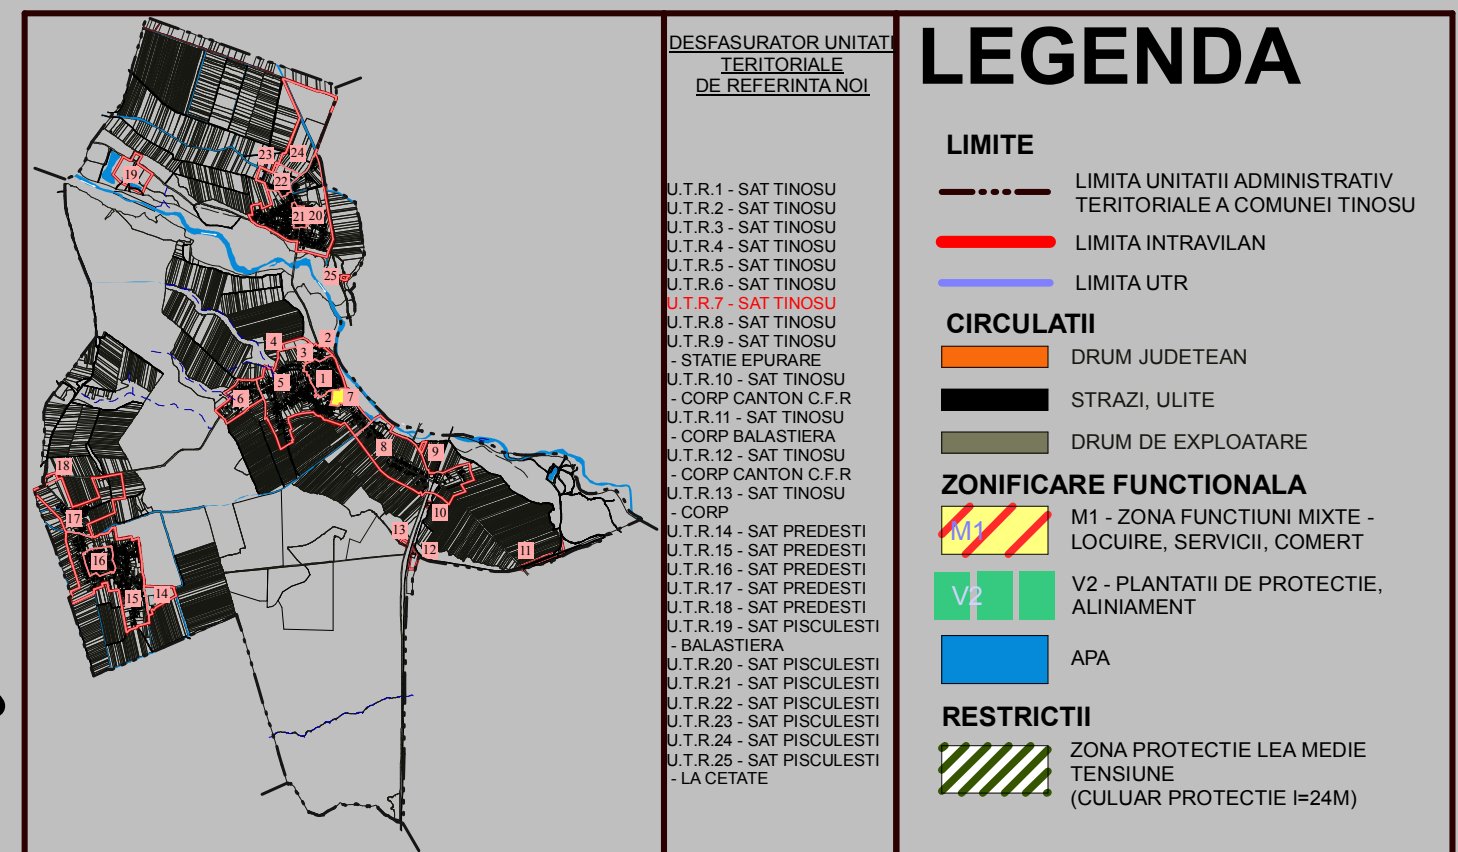 DESFASURATOR UNITATI
TERITORIALE
DE REFERINTA NOI
U.T.R.1 - SAT TINOSU
U.T.R.2 - SAT TINOSU
U.T.R.3 - SAT TINOSU
U.T.R.4 - SAT TINOSU
U.T.R.5 - SAT TINOSU
U.T.R.6 - SAT TINOSU
U.T.R.7 - SAT TINOSU
U.T.R.8 - SAT TINOSU
U.T.R.9 - SAT TINOSU
- STATIE EPURARE
U.T.R.10 - SAT TINOSU
- CORP CANTON C.F.R
U.T.R.11 - SAT TINOSU
- CORP BALASTIERA
U.T.R.12 - SAT TINOSU
- CORP CANTON C.F.R
U.T.R.13 - SAT TINOSU
- CORP
U.T.R.14 - SAT PREDESTI
U.T.R.15 - SAT PREDESTI
U.T.R.16 - SAT PREDESTI
U.T.R.17 - SAT PREDESTI
U.T.R.18 - SAT PREDESTI
U.T.R.19 - SAT PISCULESTI
- BALASTIERA
U.T.R.20 - SAT PISCULESTI
U.T.R.21 - SAT PISCULESTI
U.T.R.22 - SAT PISCULESTI
U.T.R.23 - SAT PISCULESTI
U.T.R.24 - SAT PISCULESTI
U.T.R.25 - SAT PISCULESTI
- LA CETATE
LEGENDA
LIMITE
LIMITA UNITATII ADMINISTRATIV
TERITORIALE A COMUNEI TINOSU
LIMITA INTRAVILAN
LIMITA UTR
CIRCULATII
DRUM JUDETEAN
STRAZI, ULITE
DRUM DE EXPLOATARE
ZONIFICARE FUNCTIONALA
M1
M1 - ZONA FUNCTIUNI MIXTE -
LOCUIRE, SERVICII, COMERT
V2
V2 - PLANTATII DE PROTECTIE,
ALINIAMENT
APA
RESTRICTII
ZONA PROTECTIE LEA MEDIE
TENSIUNE
(CULUAR PROTECTIE l=24M)
23
24
19
22
21 20
25
2
4
3
1
5
6
7
8
9
18
10
17
13
12
11
16
14
15